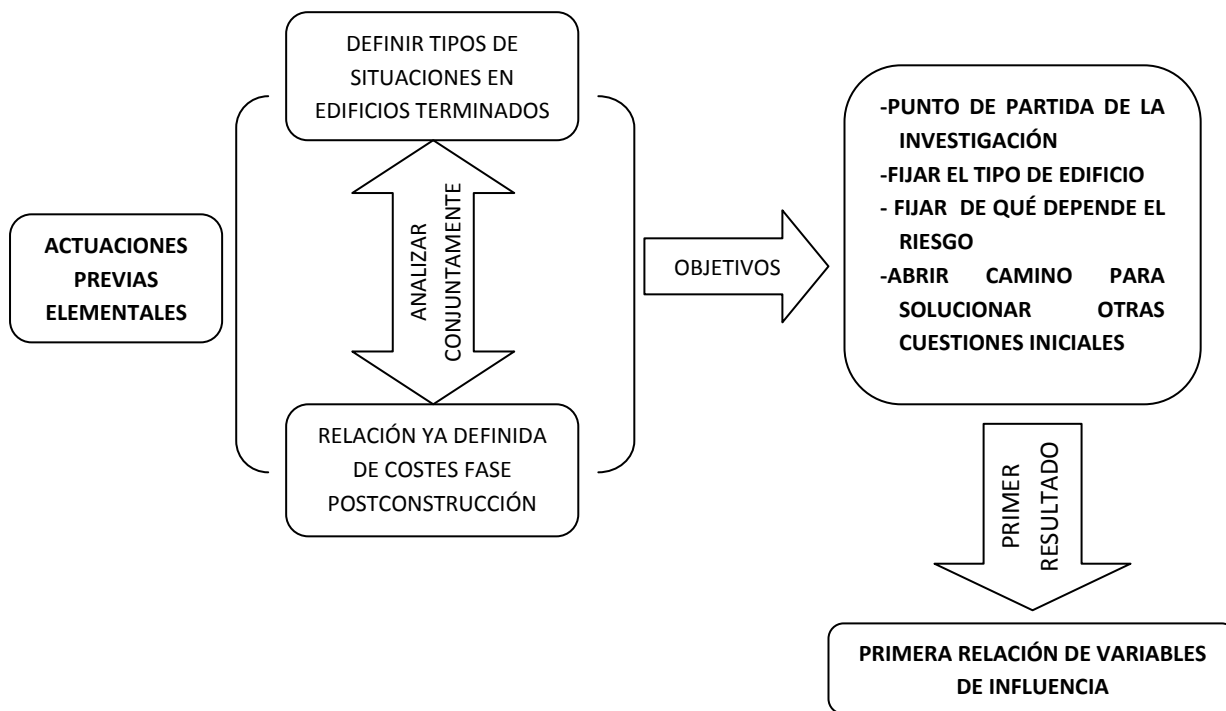 ACTUACIONES
PREVIAS
ELEMENTALES
DEFINIR TIPOS DE
SITUACIONES EN
EDIFICIOS TERMINADOS
ANALIZAR
CONJUNTAMENTE
RELACIÓN YA DEFINIDA
DE COSTES FASE
POSTCONSTRUCCIÓN
OBJETIVOS
-PUNTO DE PARTIDA DE LA
INVESTIGACIÓN
-FIJAR EL TIPO DE EDIFICIO
- FIJAR DE QUÉ DEPENDE EL
RIESGO
-ABRIR CAMINO PARA
SOLUCIONAR OTRAS
CUESTIONES INICIALES
PRIMER
RESULTADO
PRIMERA RELACIÓN DE VARIABLES
DE INFLUENCIA